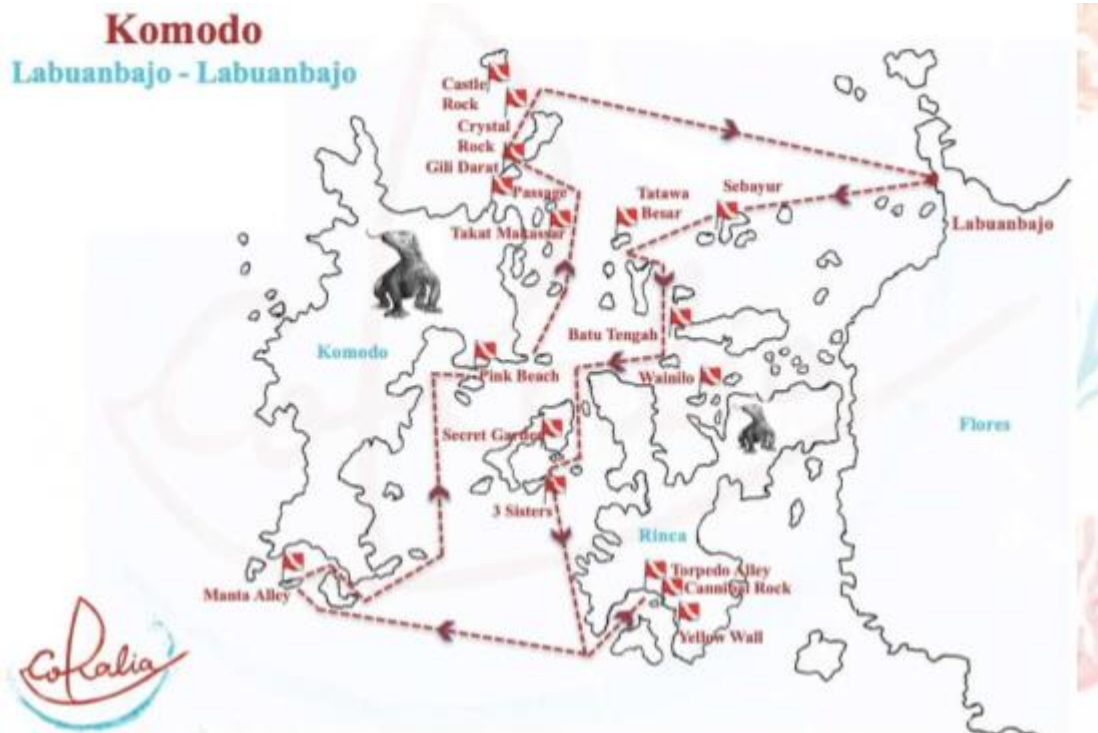 Komodo
Labuanbajo - Labuanbajo
Castle
Rock
Crystal
Rock
Gili Darat
Passage
Takat Makassar
Tatawa
Besar
Sebayur
Labuanbajo
Batu Tengah
Komodo
Pink Beach
Wainilo
Secret Garden
Flores
3 Sisters
Rinca
Torpedo Alley
Cannibal Rock
Manta Alley
Yellow Wall
Coralia